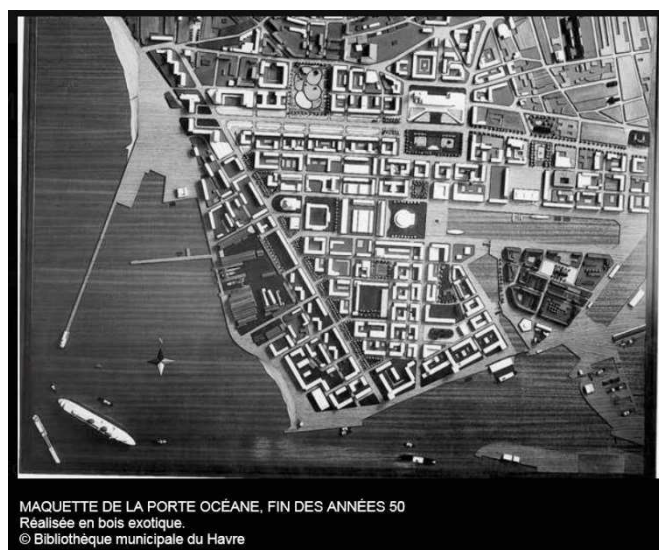 MAQUETTE DE LA PORTE OCÉANE, FIN DES ANNÉES 50
Réalisée en bois exotique.
© Bibliothèque municipale du Havre